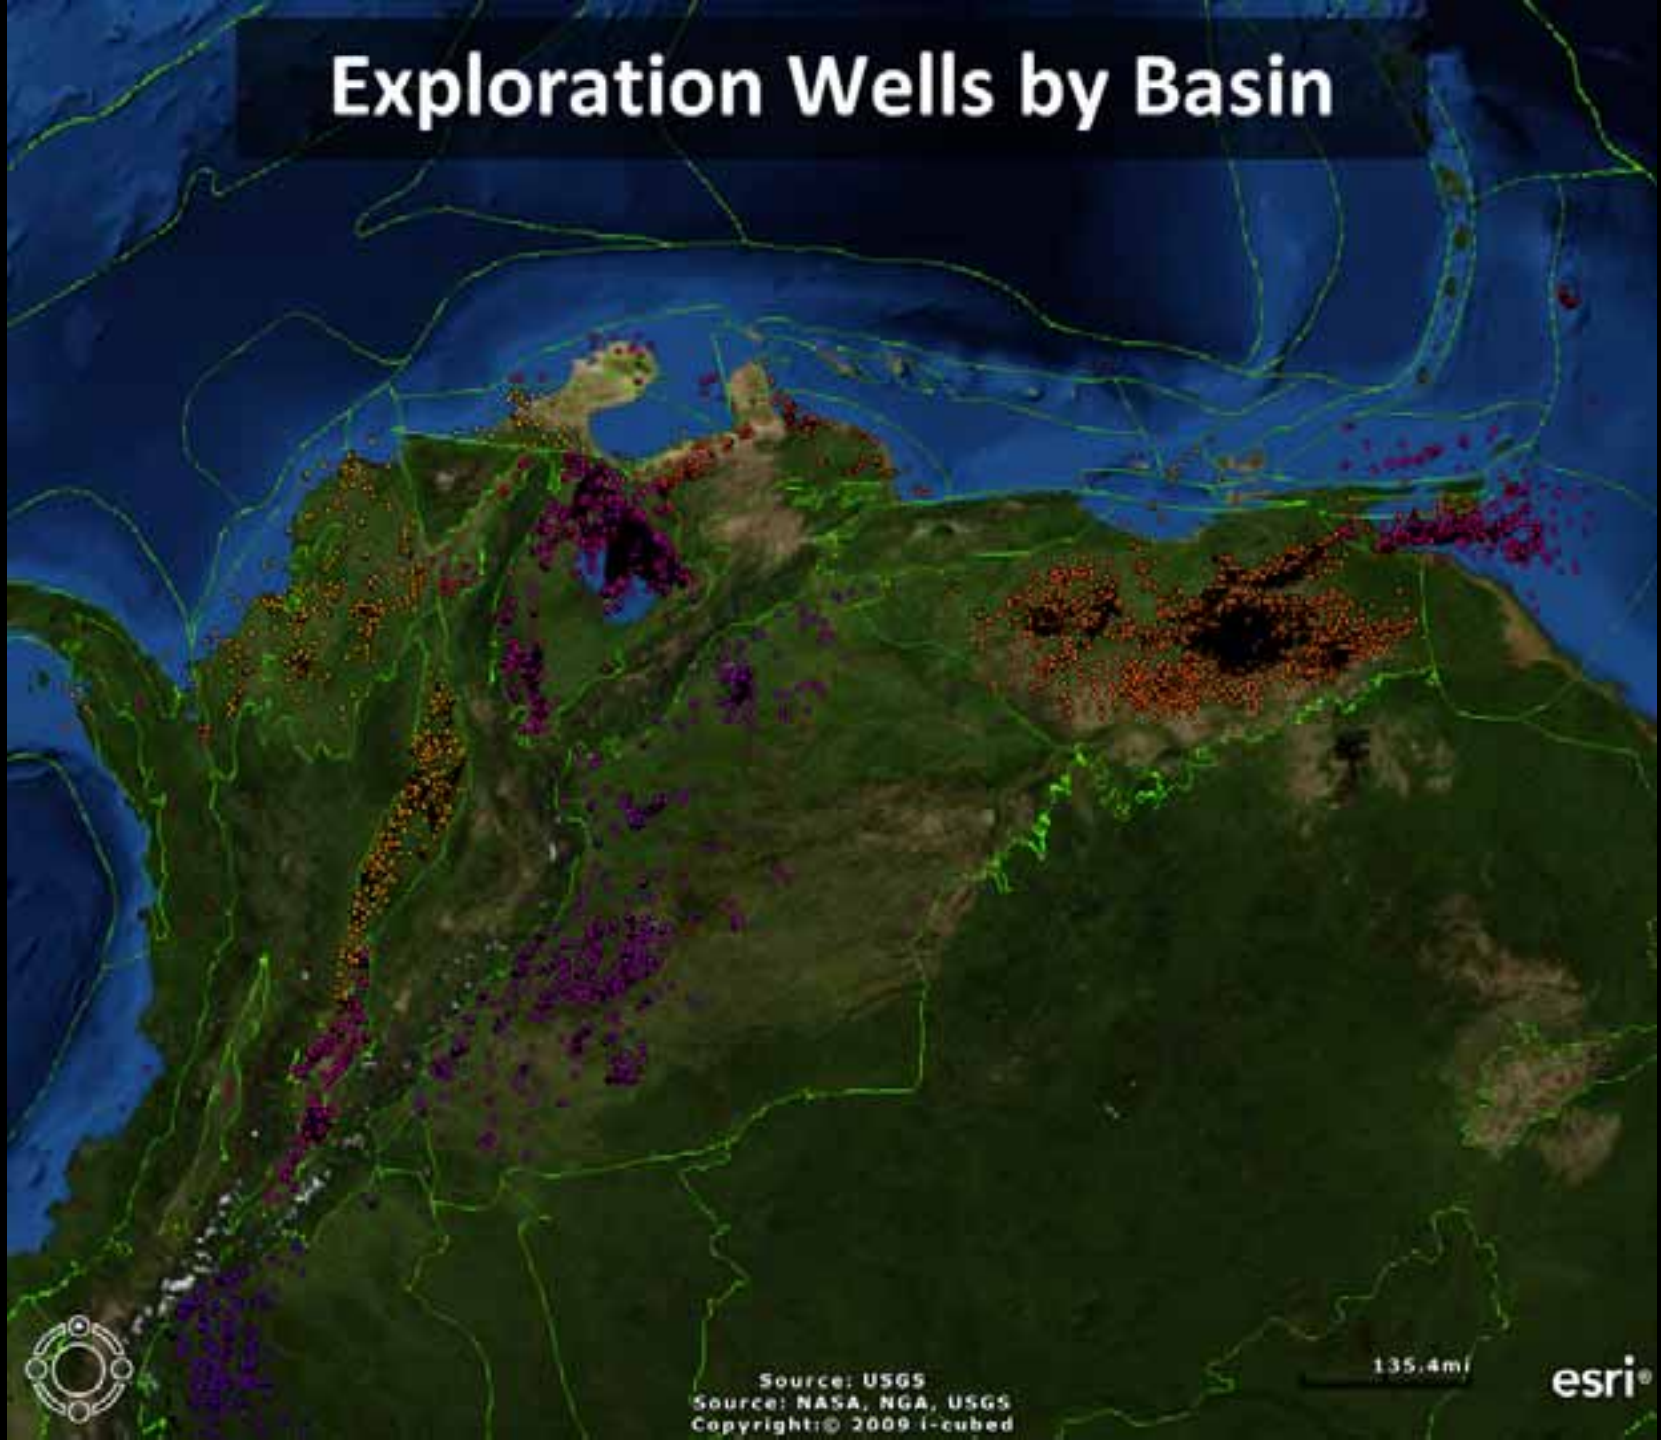 Exploration Wells by Basin
135.4mi
esri®
Source: USGS
Source: NASA, NGA, USGS
Copyright:© 2009 i-cubed